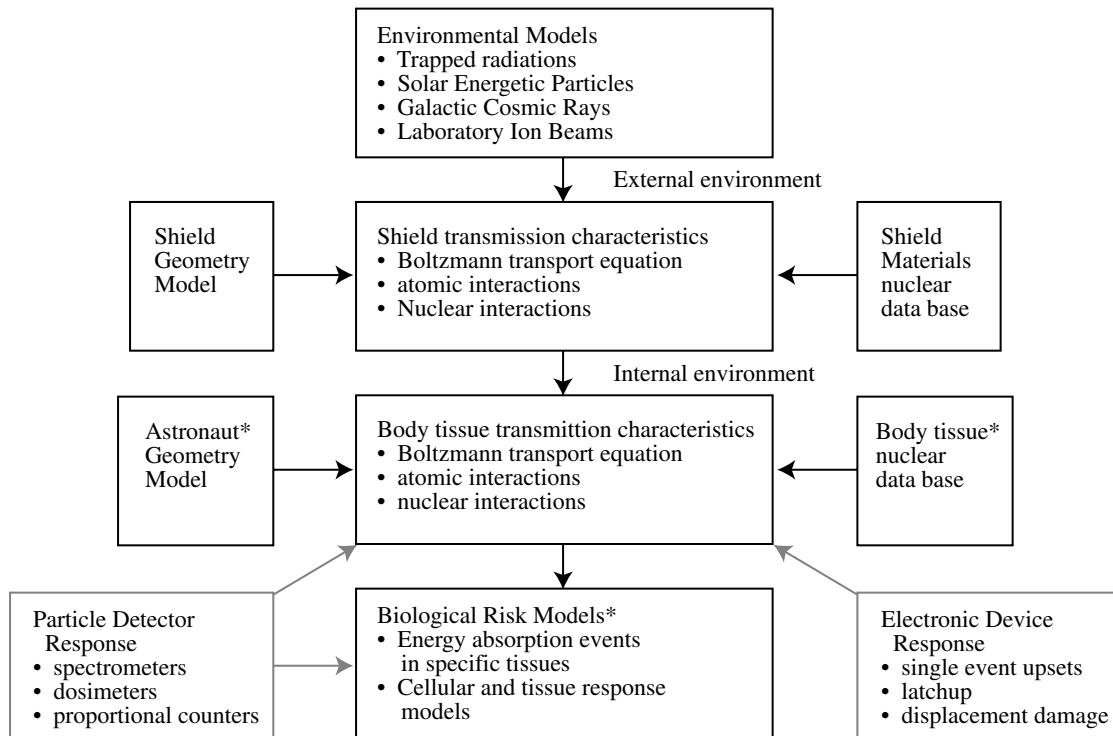 Environmental Models
• Trapped radiations
• Solar Energetic Particles
• Galactic Cosmic Rays
• Laboratory Ion Beams
External environment
Shield
Geometry
Model
Shield transmission characteristics
• Boltzmann transport equation
• atomic interactions
• Nuclear interactions
Shield
Materials
nuclear
data base
Internal environment
Astronaut*
Geometry
Model
Body tissue transmittion characteristics
• Boltzmann transport equation
• atomic interactions
• nuclear interactions
Body tissue*
nuclear
data base
Particle Detector
Response
• spectrometers
• dosimeters
• proportional counters
Biological Risk Models*
• Energy absorption events
in specific tissues
• Cellular and tissue response
models
Electronic Device
Response
• single event upsets
• latchup
• displacement damage